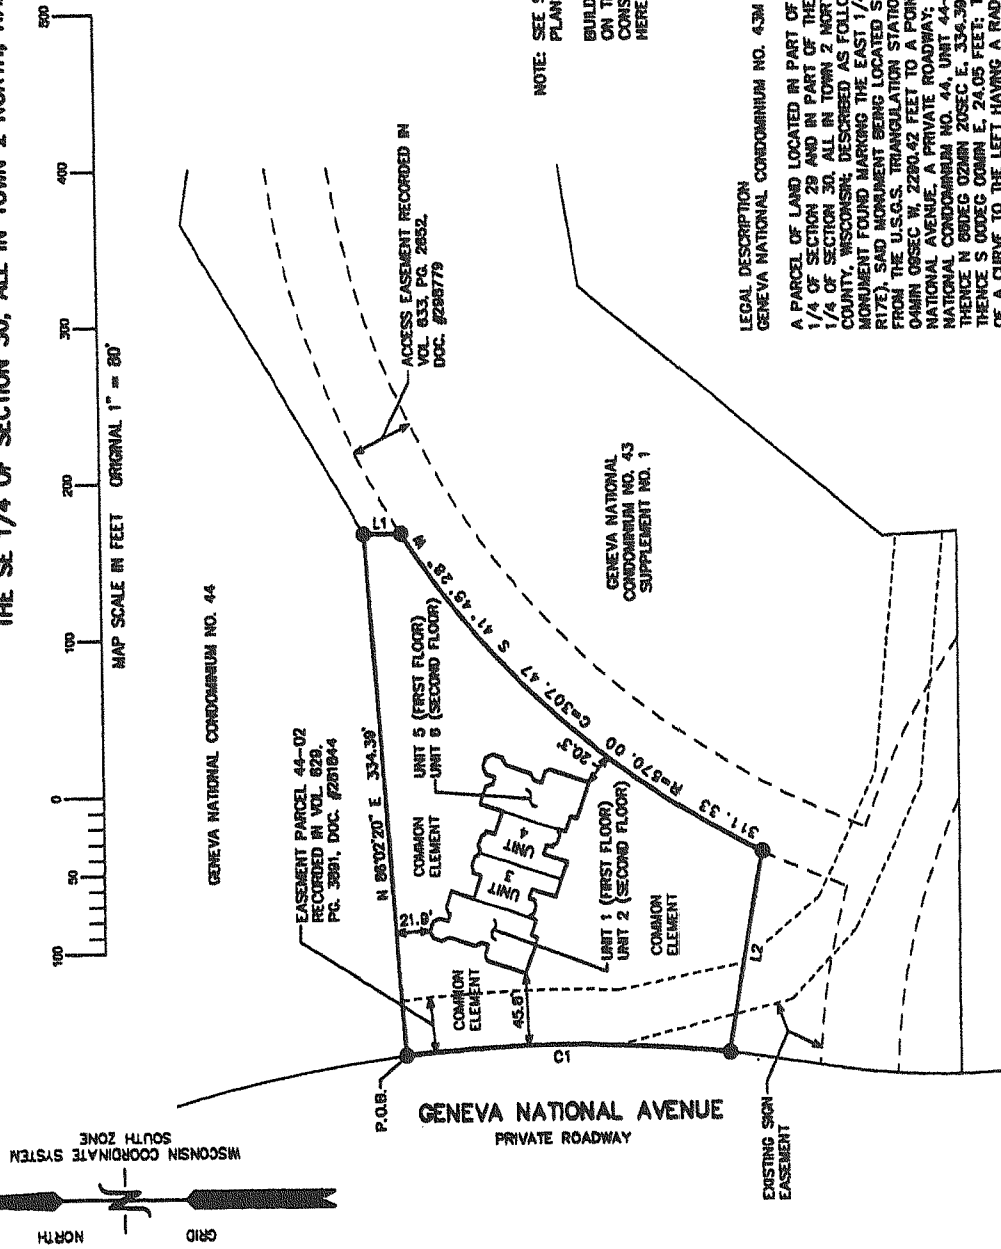 THE SE 1/4 OF SECTION 30, ALL IN TOWN 2 NORTH,
100 50 0 100 200 300 400 500
MAP SCALE IN FEET ORIGINAL 1" = 80'
WISCONSIN COORDINATE SYSTEM
SOUTH ZONE
GRID NORTH
GENEVA NATIONAL CONDOMINIUM NO. 44
EASEMENT PARCEL 44-02
RECORDED IN VOL. 629,
PG. 3891, DOC. #281844
N 86°02'20" E 334.39'
ACCESS EASEMENT RECORDED IN
VOL. 633, PG. 2652,
DOC. #298779
L1
COMMON
ELEMENT
UNIT 5 (FIRST FLOOR)
UNIT 6 (SECOND FLOOR)
21.9'
UNIT
3
UNIT
4
20.3'
311.33
R=570.00
C=307.47
S 41° 45' 28" W
COMMON
ELEMENT
45.8'
UNIT 1 (FIRST FLOOR)
UNIT 2 (SECOND FLOOR)
COMMON
ELEMENT
P.O.B.
C1
L2
GENEVA NATIONAL AVENUE
PRIVATE ROADWAY
EXISTING SIGN
EASEMENT
GENEVA NATIONAL
CONDOMINIUM NO. 43
SUPPLEMENT NO. 1
NOTE: SEE
PLAN
BUILD
ON
CONS
HERE
LEGAL DESCRIPTION
GENEVA NATIONAL CONDOMINIUM NO. 43M
A PARCEL OF LAND LOCATED IN PART OF
1/4 OF SECTION 29 AND IN PART OF THE
1/4 OF SECTION 30, ALL IN TOWN 2
COUNTY, WISCONSIN; DESCRIBED AS
MONUMENT FOUND MARKING THE EAST
R17E), SAID MONUMENT BEING LOCATED
FROM THE U.S.G.S. TRIANGULATION
04MIN 09SEC W, 2290.42 FEET TO A
NATIONAL AVENUE, A PRIVATE ROADWAY;
NATIONAL CONDOMINIUM NO. 44, UNIT
THENCE N 86DEG 02MIN 20SEC E, 334.39
THENCE S 00DEG 00MIN E, 24.05 FEET;
OF A CURVE TO THE LEFT HAVING A